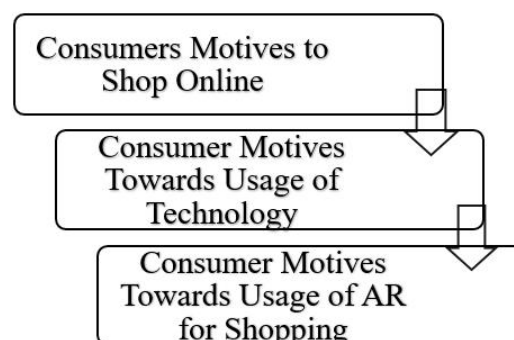 Consumers Motives to
Shop Online
Consumer Motives
Towards Usage of
Technology
Consumer Motives
Towards Usage of AR
for Shopping